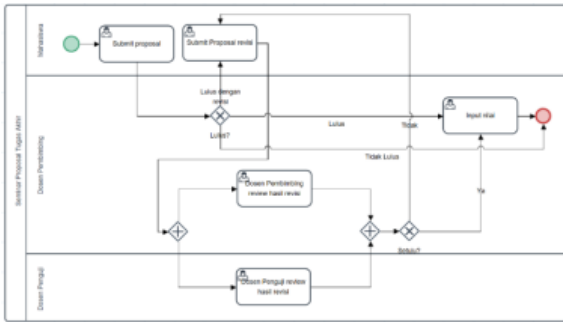 Seminar Proposal Tugas Akhir
Mahasiswa
Submit proposal
Submit Proposal revisi
Dosen Pembimbing
Lulus dengan
revisi
Lulus?
Lulus
Tidak
Input nilai
Tidak Lulus
Dosen Pembimbing
review hasil revisi
Ya
Setuju?
Dosen Penguji
Dosen Penguji review
hasil revisi